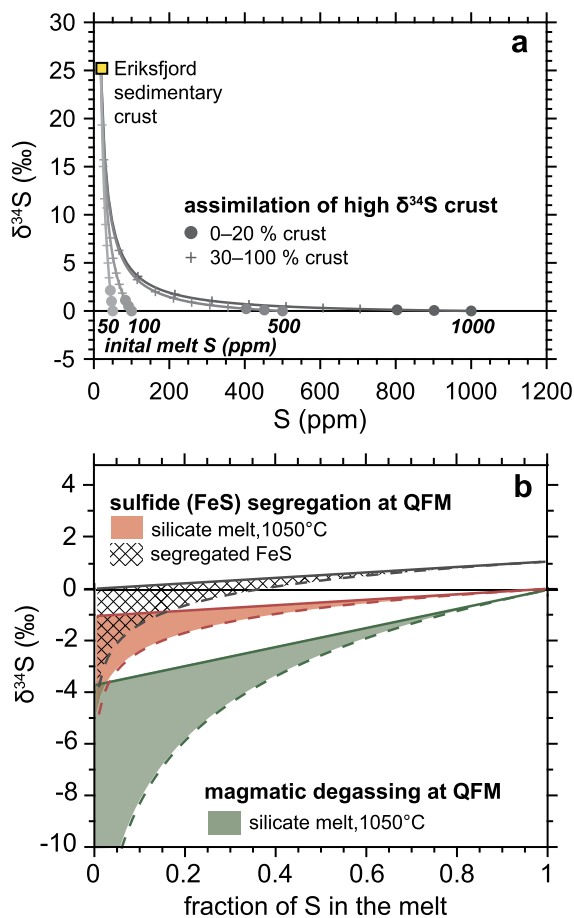 30
25
20
15
10
5
0
-5
δ³⁴S (‰)
a
Eriksfjord
sedimentary
crust
assimilation of high δ³⁴S crust
0–20 % crust
30–100 % crust
50 100 500 1000
inital melt S (ppm)
0 200 400 600 800 1000 1200
S (ppm)
4
2
0
-2
-4
-6
-8
-10
δ³⁴S (‰)
b
sulfide (FeS) segregation at QFM
silicate melt,1050°C
segregated FeS
magmatic degassing at QFM
silicate melt,1050°C
0 0.2 0.4 0.6 0.8 1
fraction of S in the melt